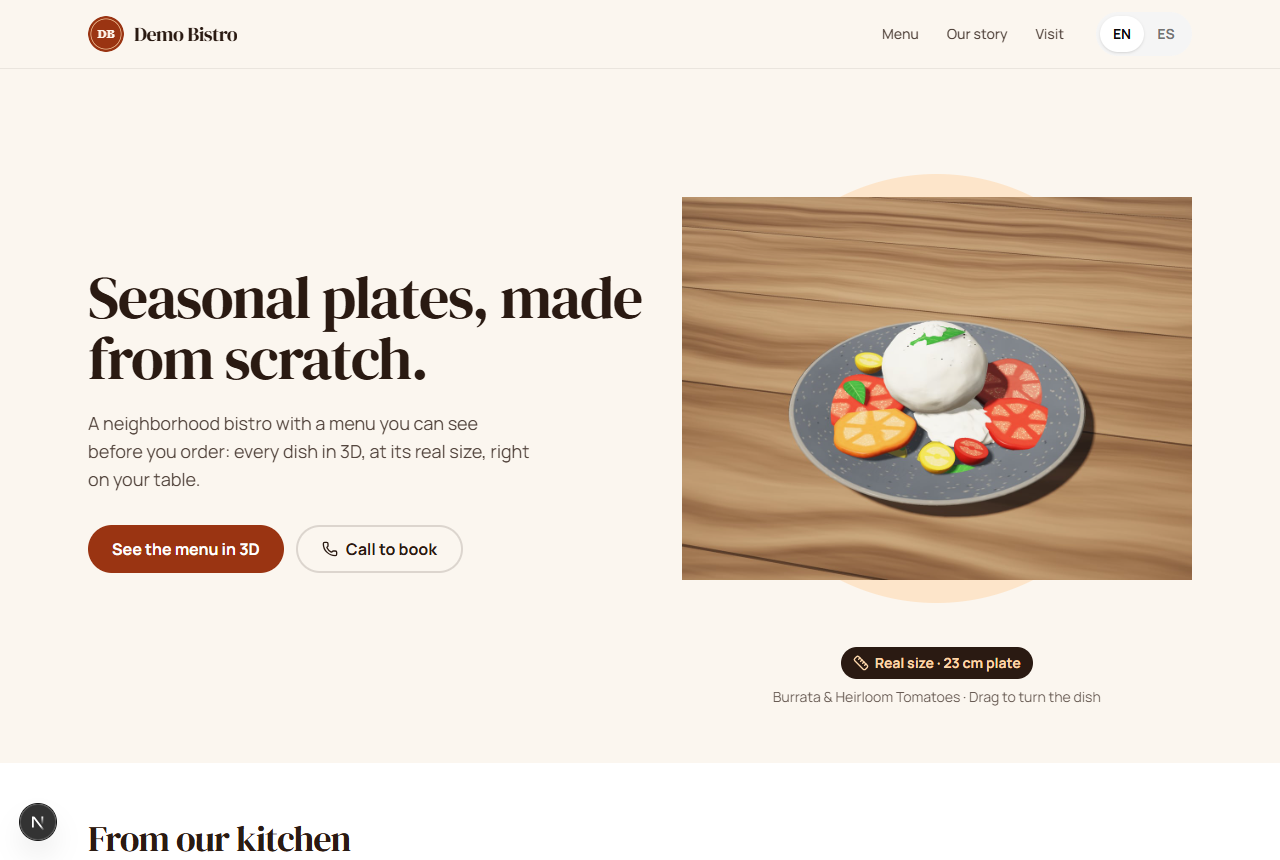 DB
Demo Bistro
Menu
Our story
Visit
EN
ES
Seasonal plates, made
from scratch.
A neighborhood bistro with a menu you can see
before you order: every dish in 3D, at its real size, right
on your table.
See the menu in 3D
Call to book
Real size · 23 cm plate
Burrata & Heirloom Tomatoes · Drag to turn the dish
N
From our kitchen